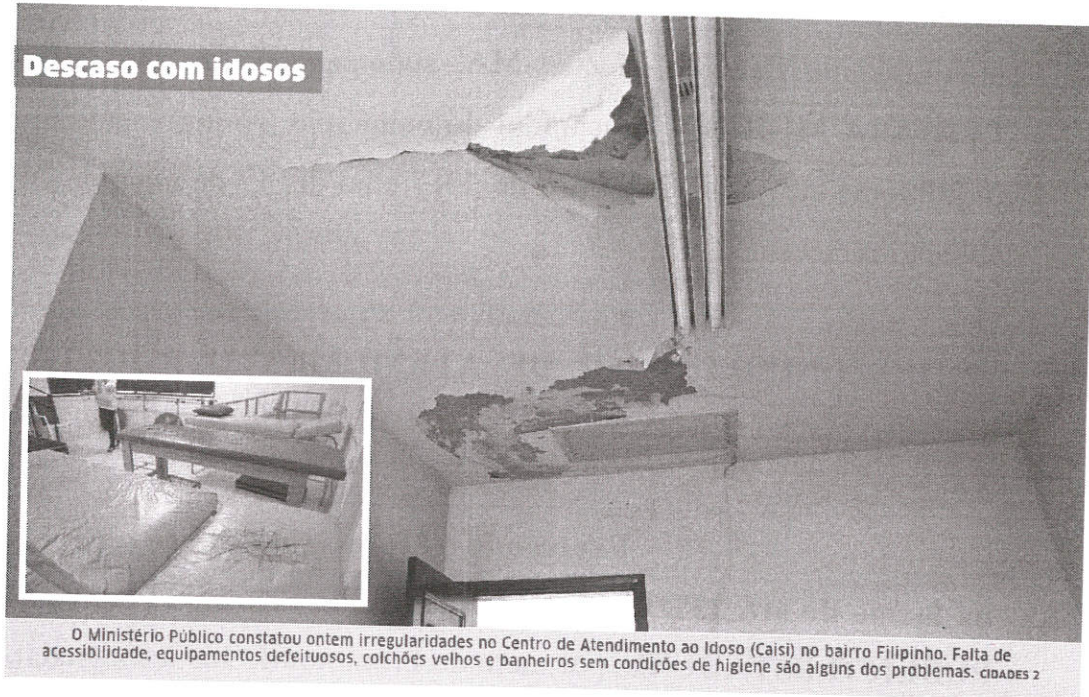 Descaso com idosos
O Ministério Público constatou ontem irregularidades no Centro de Atendimento ao Idoso (Caisi) no bairro Filipinho. Falta de
acessibilidade, equipamentos defeituosos, colchões velhos e banheiros sem condições de higiene são alguns dos problemas. CIDADES 2